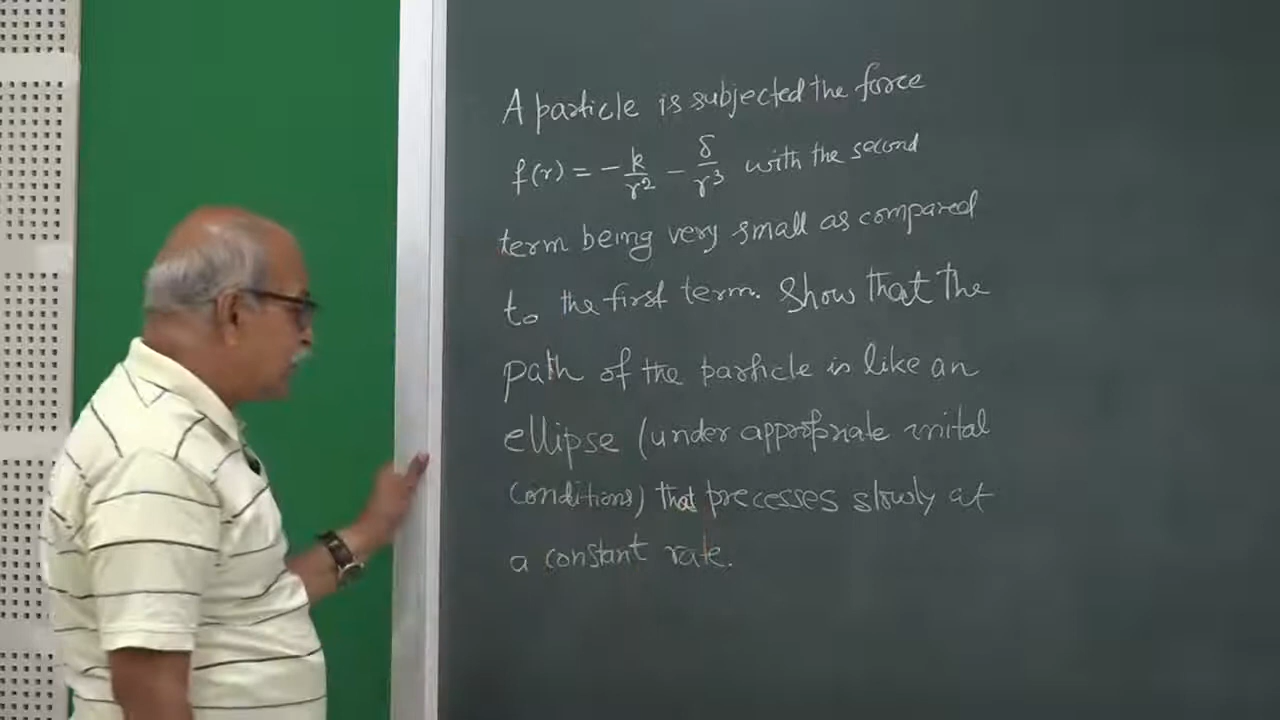 A particle is subjected the force
f(r) = - k/r² - δ/r³ with the second
term being very small as compared
to the first term. Show that the
path of the particle is like an
ellipse (under appropriate inital
conditions) that precesses slowly at
a constant rate.